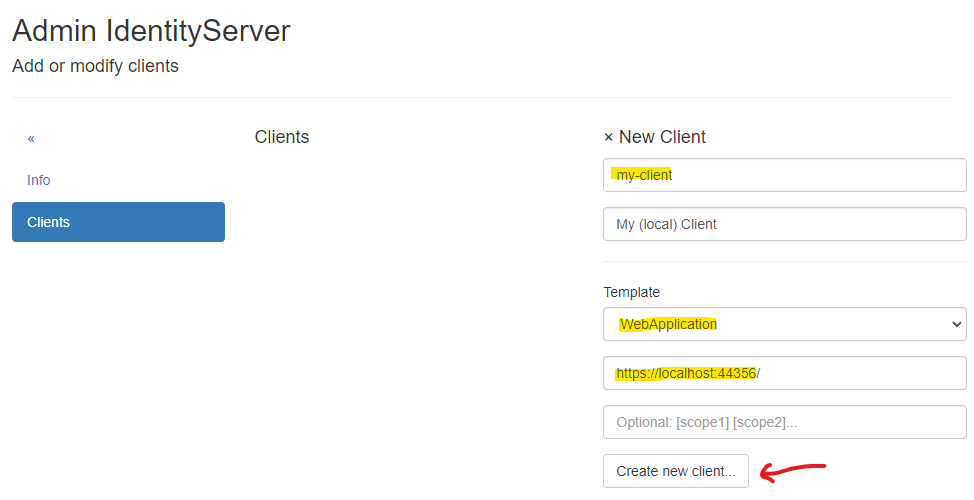 Admin IdentityServer
Add or modify clients
«
Info
Clients
Clients
× New Client
my-client
My (local) Client
Template
WebApplication
https://localhost:44356/
Optional: [scope1] [scope2]...
Create new client...